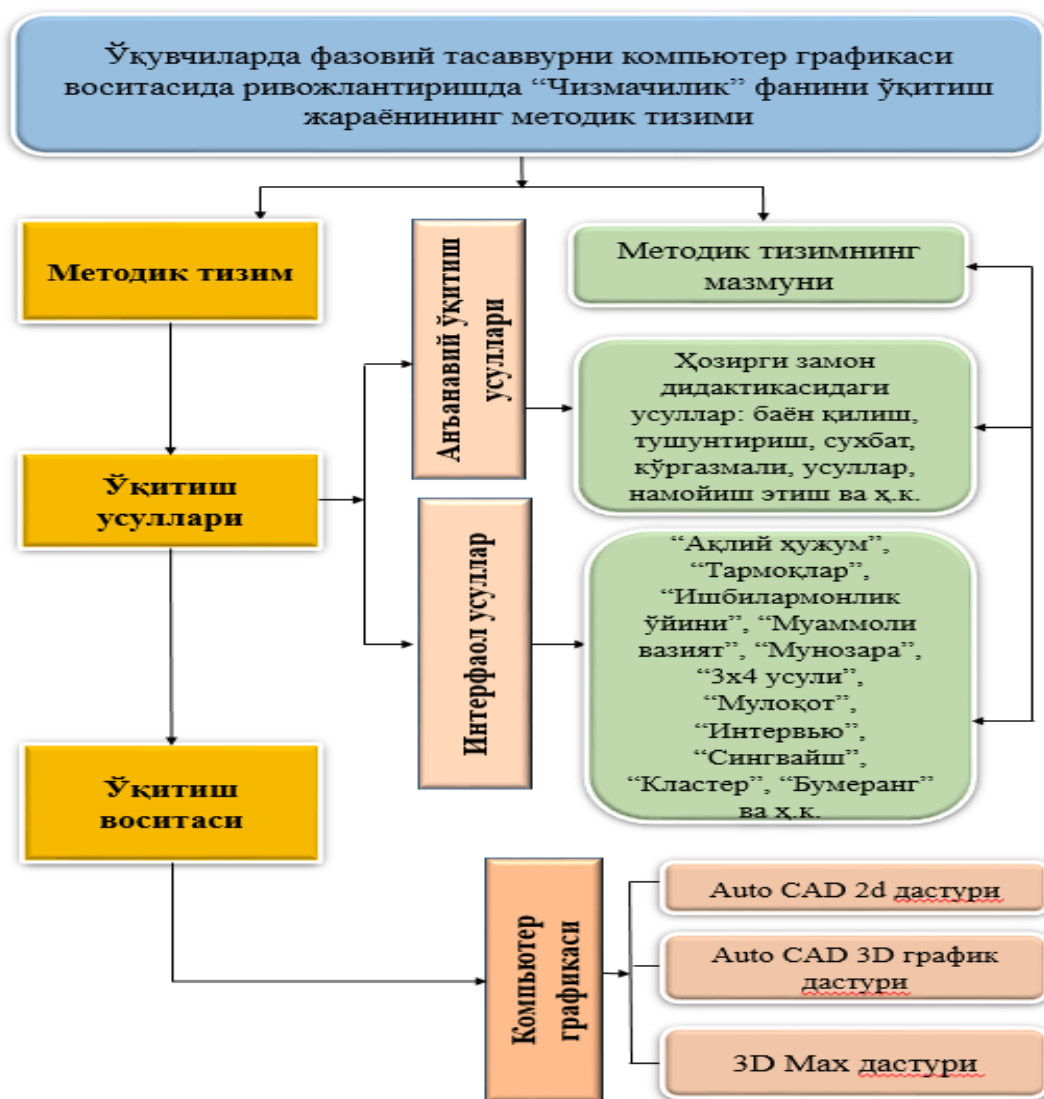 Ўқувчиларда фазовий тасаввурни компьютер графикаси
воситасида ривожлантиришда “Чизмачилик” фанини ўқитиш
жараёнининг методик тизими
Методик тизим
Анъанавий ўқитиш
усуллари
Методик тизимнинг
мазмуни
Ҳозирги замон
дидактикасидаги
усуллар: баён қилиш,
тушунтириш, сухбат,
кўргазмали, усуллар,
намойиш этиш ва ҳ.к.
Ўқитиш
усуллари
Интерфаол усуллар
“Ақлий ҳужум”,
“Тармоқлар”,
“Ишбилармонлик
ўйини”, “Муаммоли
вазият”, “Мунозара”,
“3х4 усули”,
“Мулоқот”,
“Интервью”,
“Сингвайш”,
“Кластер”, “Бумеранг”
ва ҳ.к.
Ўқитиш
воситаси
Компьютер
графикаси
Auto CAD 2d дастури
Auto CAD 3D график
дастури
3D Max дастури